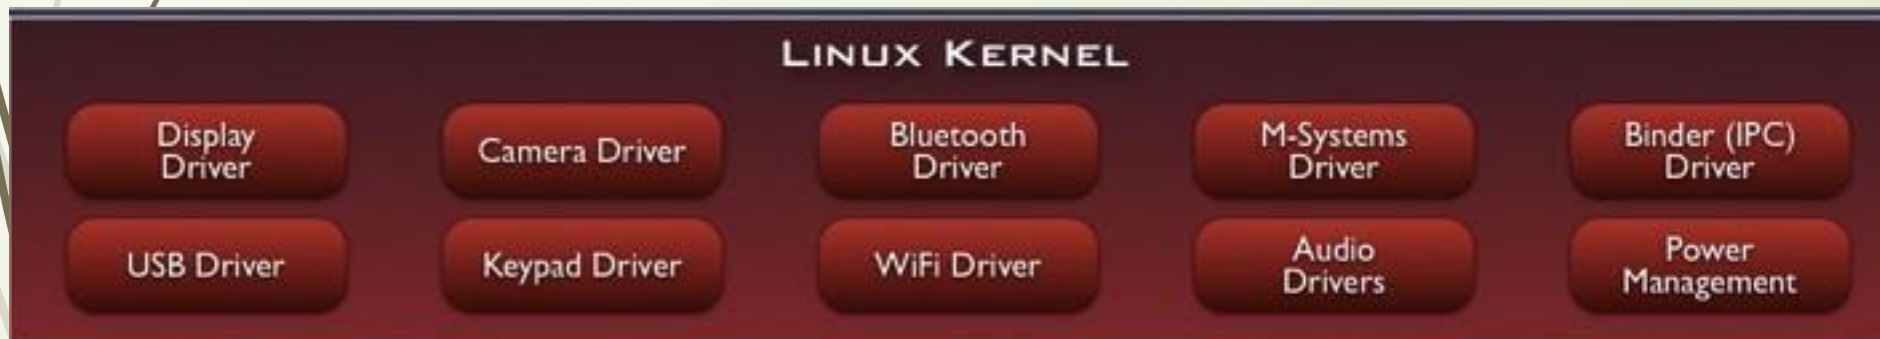 LINUX KERNEL
Display
Driver
Camera Driver
Bluetooth
Driver
M-Systems
Driver
Binder (IPC)
Driver
USB Driver
Keypad Driver
WiFi Driver
Audio
Drivers
Power
Management